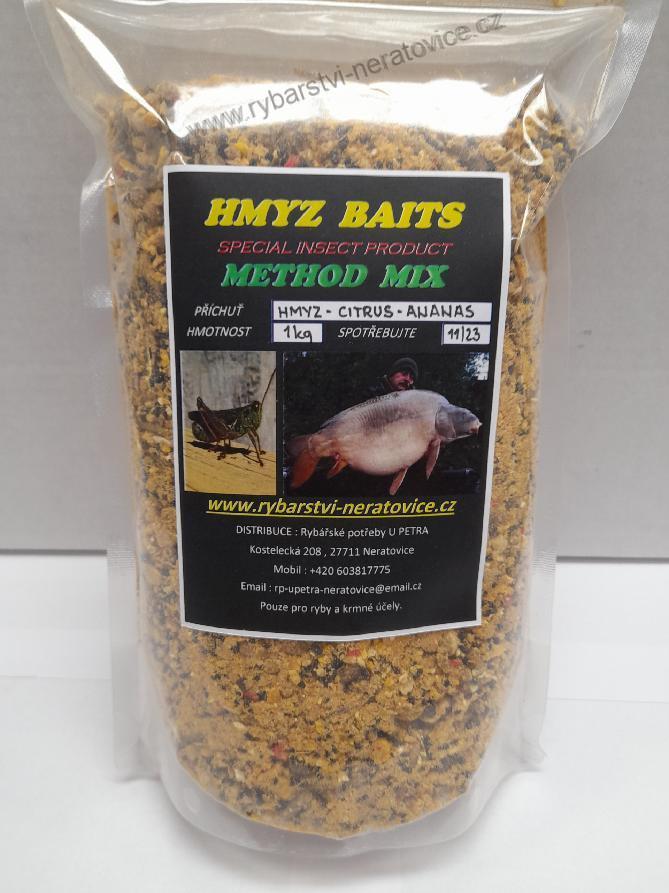 www.rybarstvi-neratovice.cz
HMYZ BAITS
SPECIAL INSECT PRODUCT
METHOD MIX
PŘÍCHUŤ HMYZ - CITRUS - ANANAS
HMOTNOST 1kg SPOTŘEBUJTE 11/23
www.rybarstvi-neratovice.cz
DISTRIBUCE : Rybářské potřeby U PETRA
Kostelecká 208 , 27711 Neratovice
Mobil : +420 603817775
Email : rp-upetra-neratovice@email.cz
Pouze pro ryby a krmné účely.